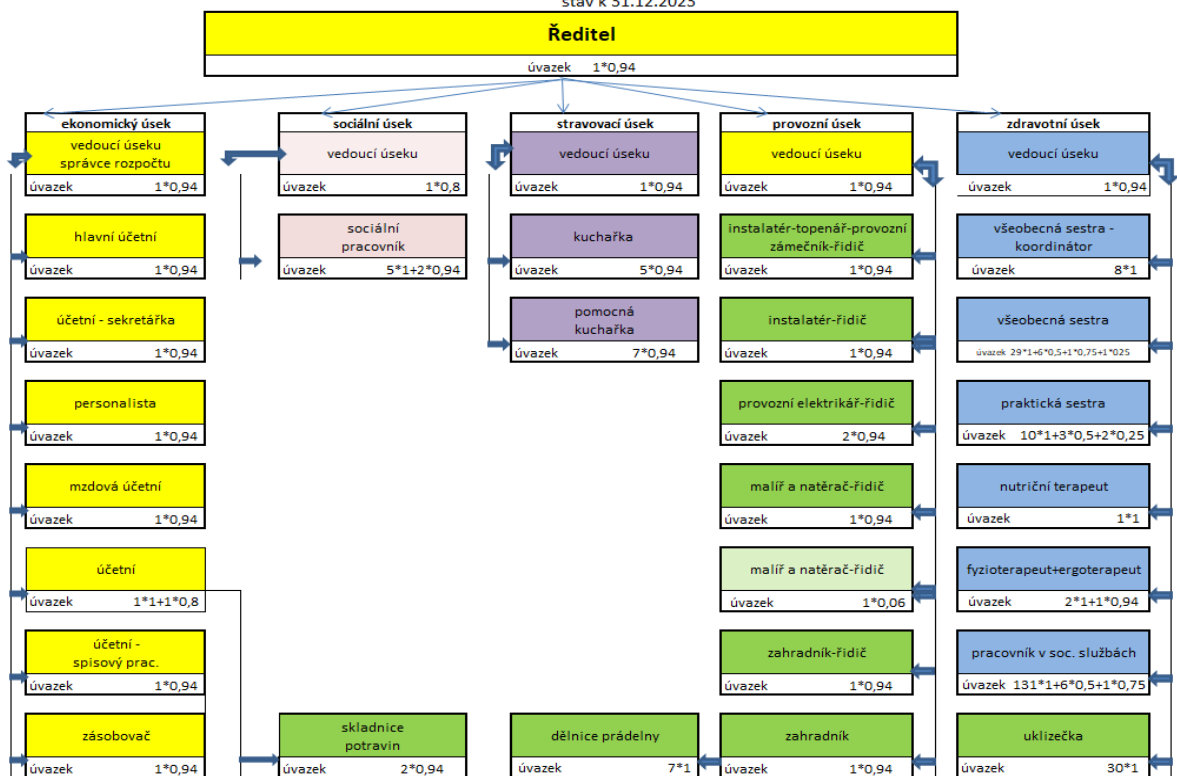 stav k 31.12.2023
Ředitel
úvazek 1*0,94
ekonomický úsek
vedoucí úseku
správce rozpočtu
úvazek 1*0,94
hlavní účetní
úvazek 1*0,94
účetní - sekretářka
úvazek 1*0,94
personalista
úvazek 1*0,94
mzdová účetní
úvazek 1*0,94
účetní
úvazek 1*1+1*0,8
účetní -
spisový prac.
úvazek 1*0,94
zásobovač
úvazek 1*0,94
sociální úsek
vedoucí úseku
úvazek 1*0,8
sociální
pracovník
úvazek 5*1+2*0,94
skladnice
potravin
úvazek 2*0,94
stravovací úsek
vedoucí úseku
úvazek 1*0,94
kuchařka
úvazek 5*0,94
pomocná
kuchařka
úvazek 7*0,94
dělnice prádelny
úvazek 7*1
provozní úsek
vedoucí úseku
úvazek 1*0,94
instalatér-topenář-provozní
zámečník-řidič
úvazek 1*0,94
instalatér-řidič
úvazek 1*0,94
provozní elektrikář-řidič
úvazek 2*0,94
malíř a natěrač-řidič
úvazek 1*0,94
malíř a natěrač-řidič
úvazek 1*0,06
zahradník-řidič
úvazek 1*0,94
zahradník
úvazek 1*0,94
zdravotní úsek
vedoucí úseku
úvazek 1*0,94
všeobecná sestra -
koordinátor
úvazek 8*1
všeobecná sestra
úvazek 29*1+6*0,5+1*0,75+1*025
praktická sestra
úvazek 10*1+3*0,5+2*0,25
nutriční terapeut
úvazek 1*1
fyzioterapeut+ergoterapeut
úvazek 2*1+1*0,94
pracovník v soc. službách
úvazek 131*1+6*0,5+1*0,75
uklizečka
úvazek 30*1